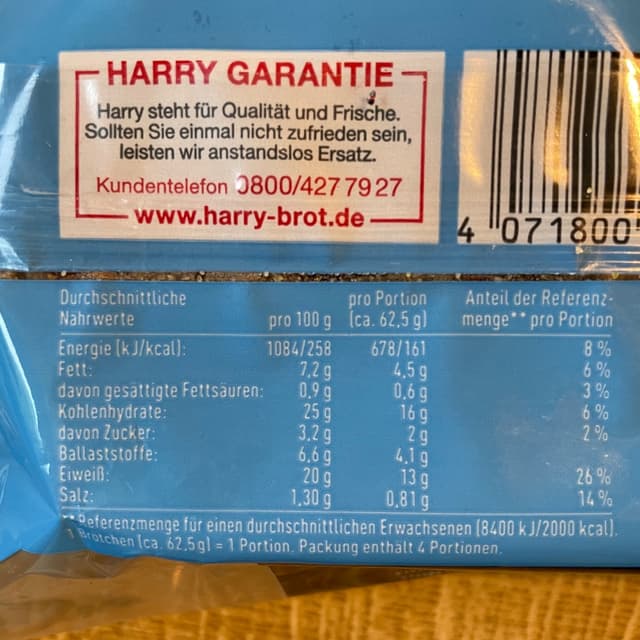 HARRY GARANTIE
Harry steht für Qualität und Frische.
Sollten Sie einmal nicht zufrieden sein,
leisten wir anstandslos Ersatz.
Kundentelefon 0800/427 79 27
www.harry-brot.de
4 071800
Durchschnittliche pro Portion Anteil der Referenz-
Nährwerte pro 100 g (ca. 62,5 g) menge** pro Portion
Energie (kJ/kcal): 1084/258 678/161 8 %
Fett: 7,2 g 4,5 g 6 %
davon gesättigte Fettsäuren: 0,9 g 0,6 g 3 %
Kohlenhydrate: 25 g 16 g 6 %
davon Zucker: 3,2 g 2 g 2 %
Ballaststoffe: 6,6 g 4,1 g
Eiweiß: 20 g 13 g 26 %
Salz: 1,30 g 0,81 g 14 %
** Referenzmenge für einen durchschnittlichen Erwachsenen (8400 kJ/2000 kcal).
1 Brötchen (ca. 62,5g) = 1 Portion. Packung enthält 4 Portionen.